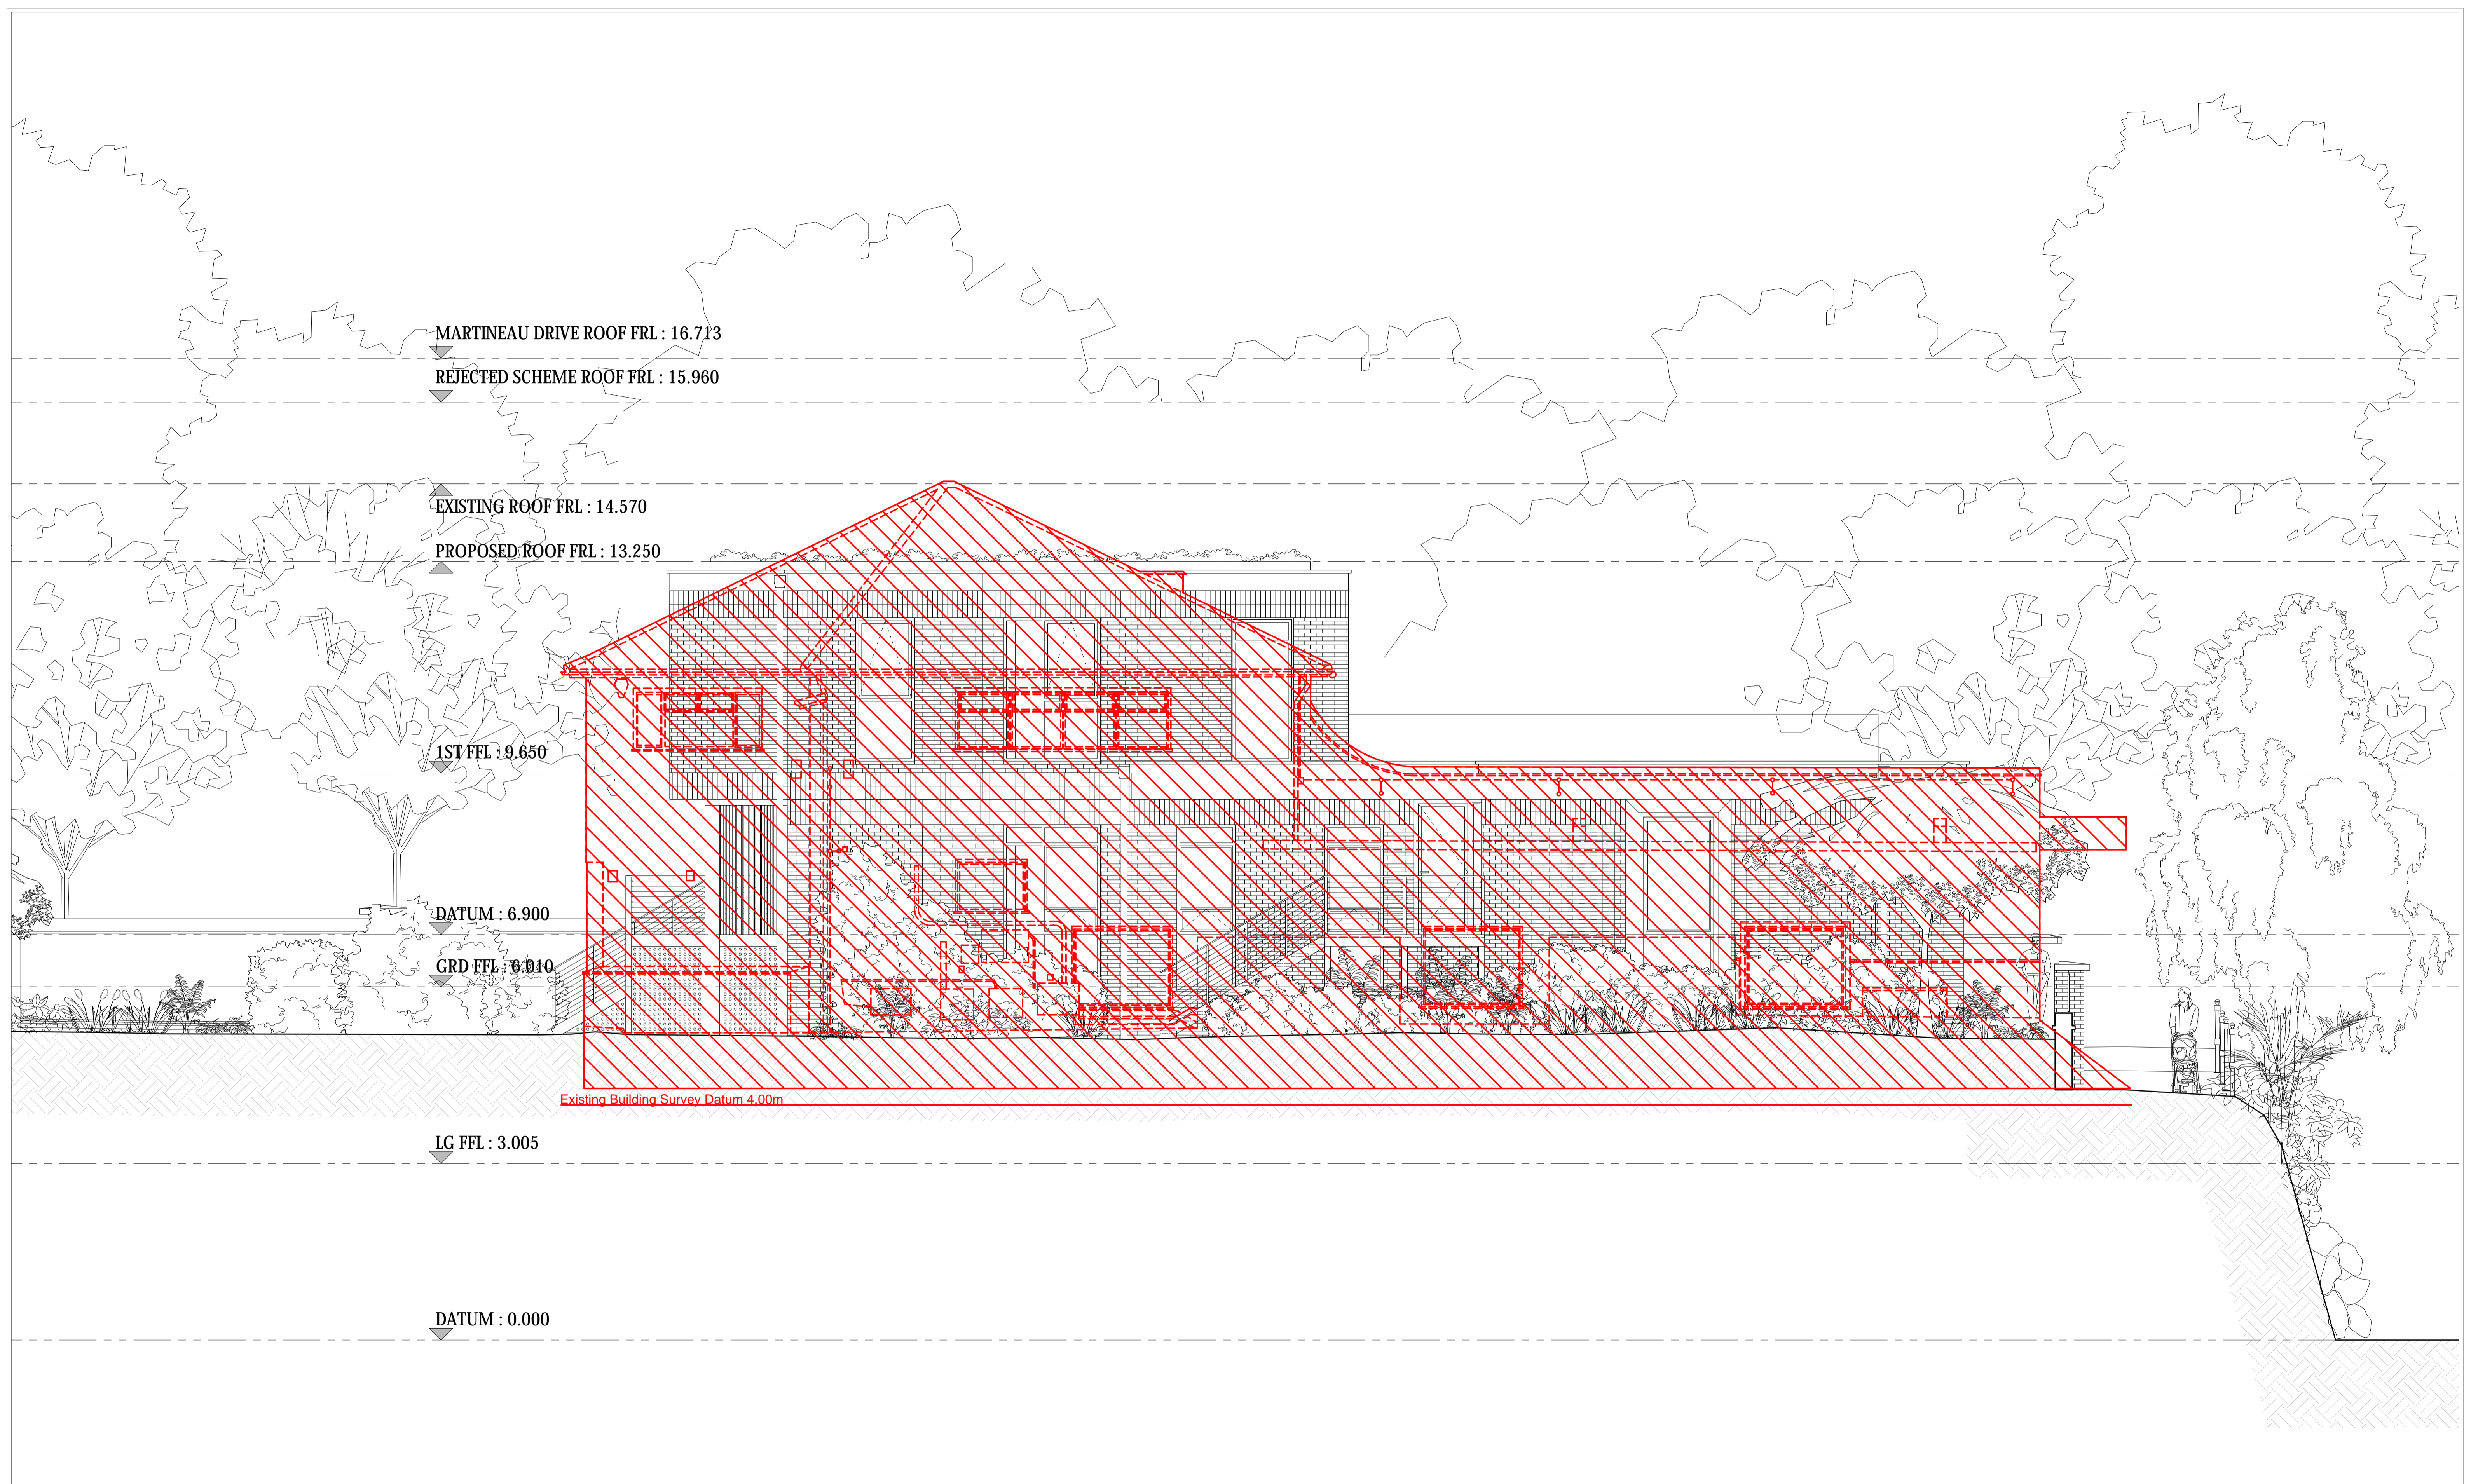 MARTINEAU DRIVE ROOF FRL : 16.713
REJECTED SCHEME ROOF FRL : 15.960
EXISTING ROOF FRL : 14.570
PROPOSED ROOF FRL : 13.250
1ST FFL : 9.650
DATUM : 6.900
GRD FFL : 6.010
Existing Building Survey Datum 4.00m
LG FFL : 3.005
DATUM : 0.000